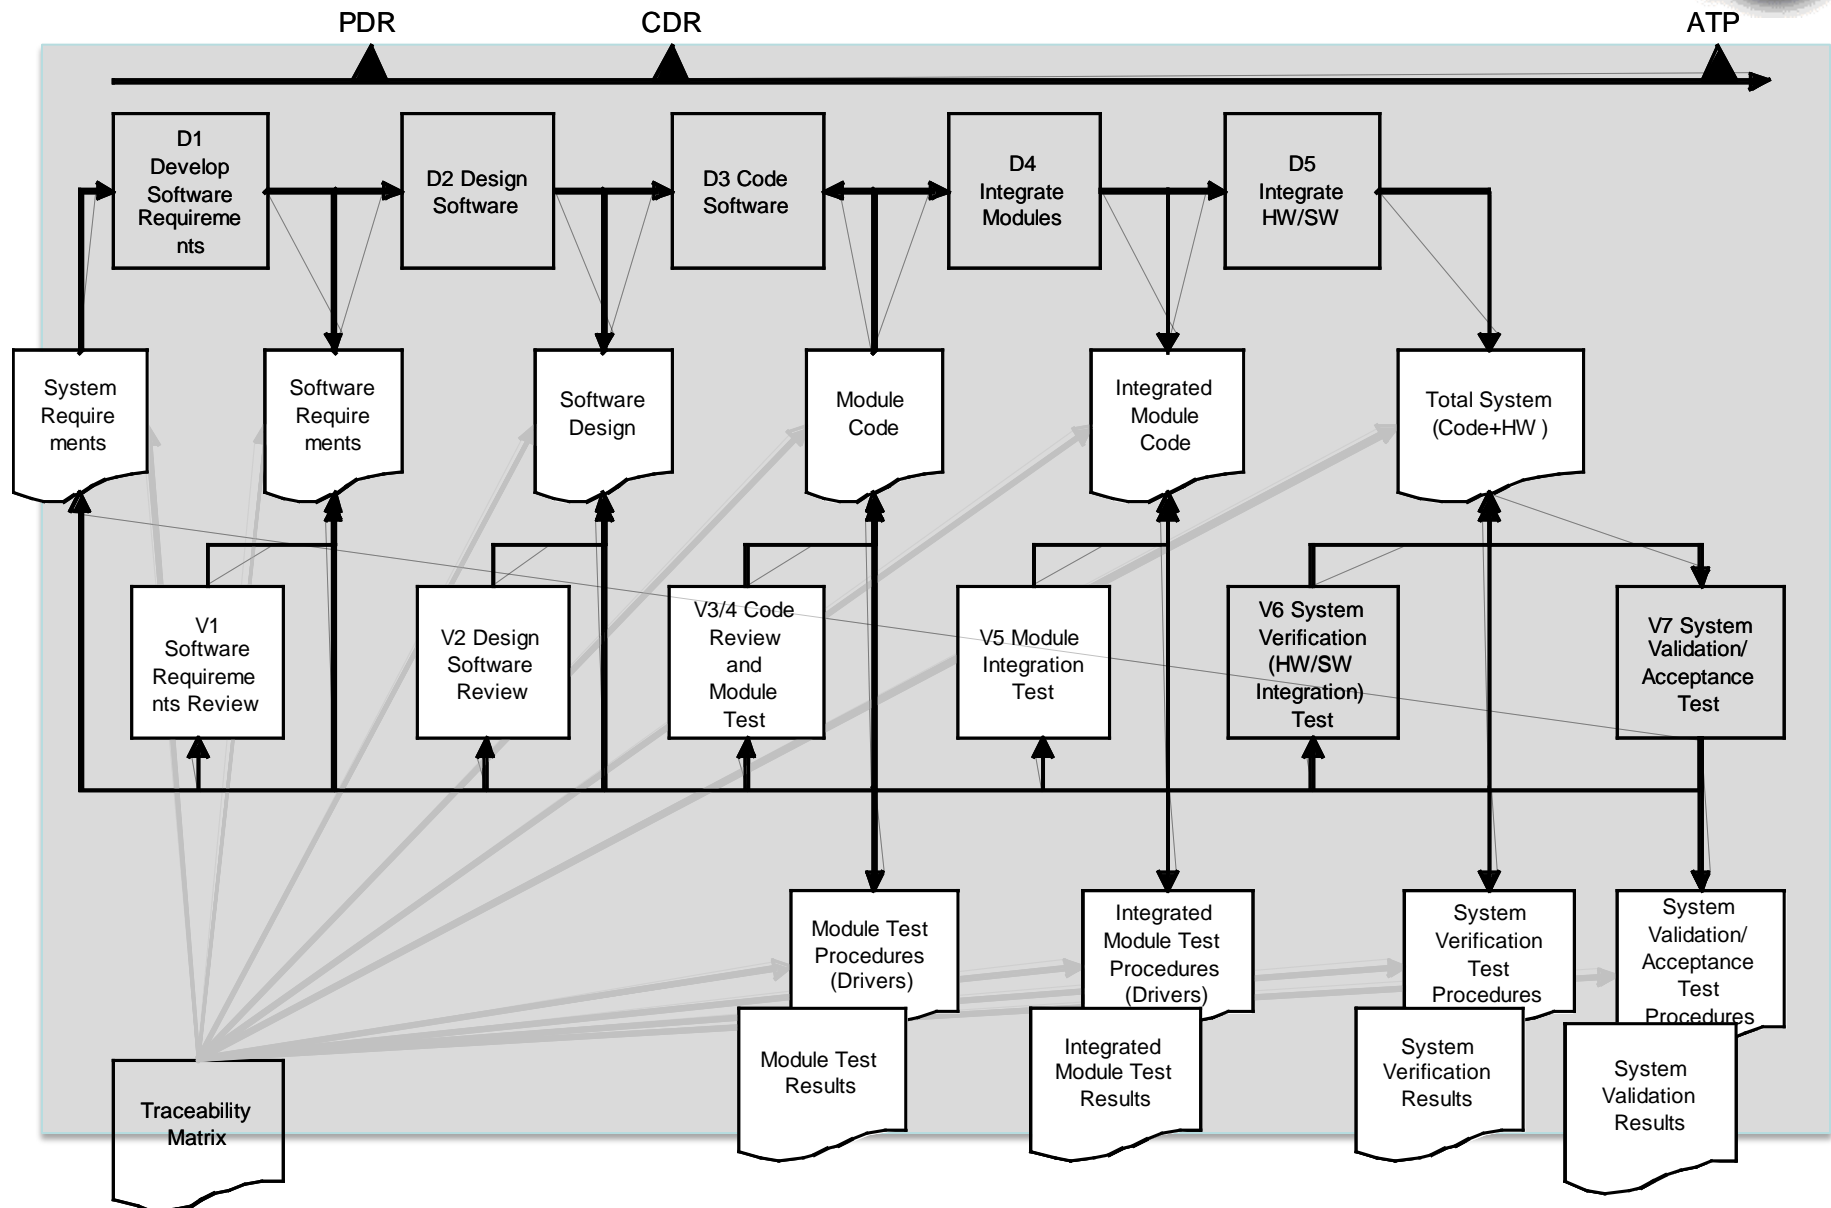 PDR
CDR
ATP
D1
Develop
Software
Requireme
nts
D2 Design
Software
D3 Code
Software
D4
Integrate
Modules
D5
Integrate
HW/SW
System
Require
ments
Software
Require
ments
Software
Design
Module
Code
Integrated
Module
Code
Total System
(Code+HW )
V1
Software
Requireme
nts Review
V2 Design
Software
Review
V3/4 Code
Review
and
Module
Test
V5 Module
Integration
Test
V6 System
Verification
(HW/SW
Integration)
Test
V7 System
Validation/
Acceptance
Test
Module Test
Procedures
(Drivers)
Integrated
Module Test
Procedures
(Drivers)
System
Verification
Test
Procedures
System
Validation/
Acceptance
Test
Procedures
Traceability
Matrix
Module Test
Results
Integrated
Module Test
Results
System
Verification
Results
System
Validation
Results